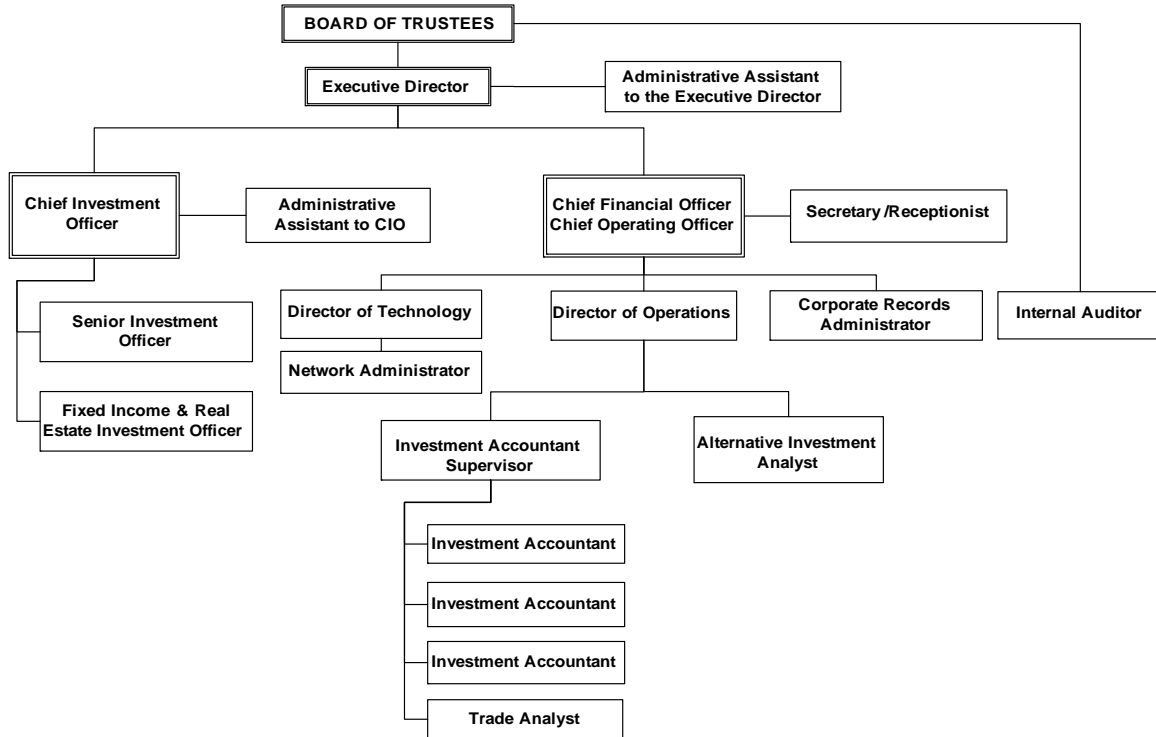 BOARD OF TRUSTEES
Executive Director
Administrative Assistant
to the Executive Director
Chief Investment
Officer
Administrative
Assistant to CIO
Chief Financial Officer
Chief Operating Officer
Secretary/Receptionist
Director of Technology
Director of Operations
Corporate Records
Administrator
Internal Auditor
Senior Investment
Officer
Network Administrator
Fixed Income & Real
Estate Investment Officer
Investment Accountant
Supervisor
Alternative Investment
Analyst
Investment Accountant
Investment Accountant
Investment Accountant
Trade Analyst